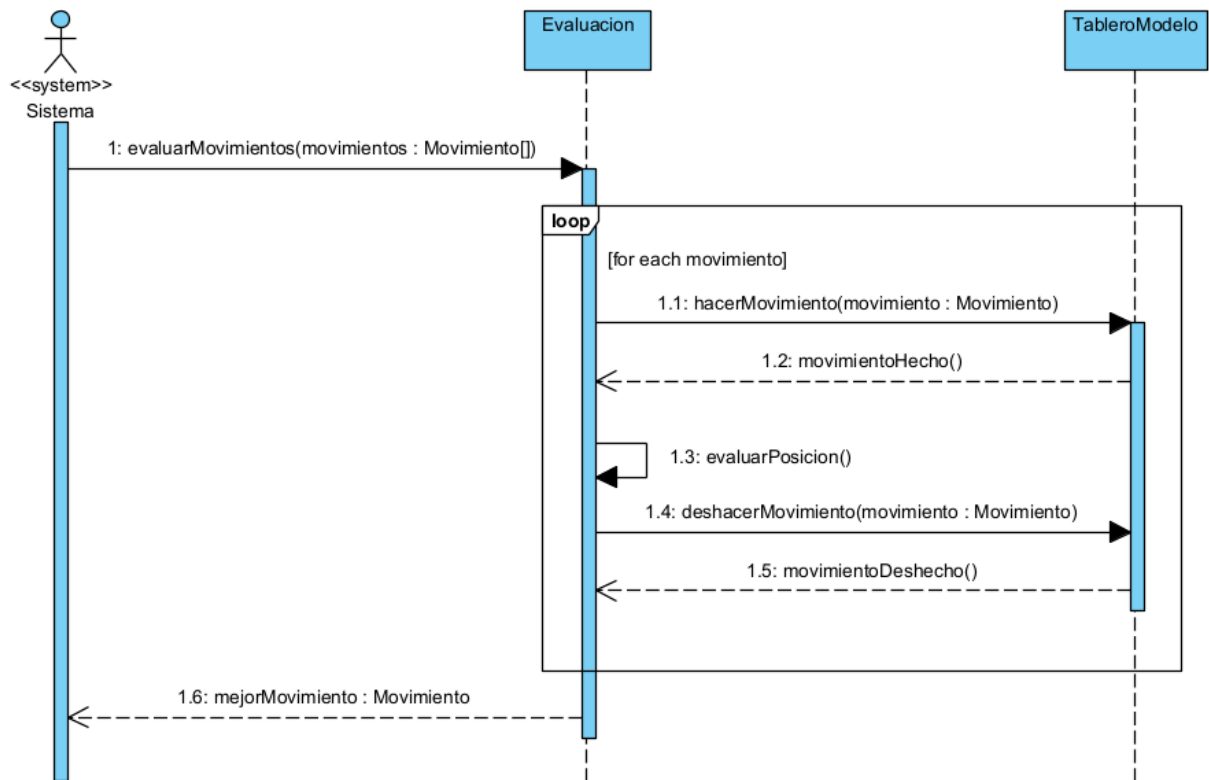 Evaluacion
TableroModelo
<<system>>
Sistema
1: evaluarMovimientos(movimientos : Movimiento[])
loop
[for each movimiento]
1.1: hacerMovimiento(movimiento : Movimiento)
1.2: movimientoHecho()
1.3: evaluarPosicion()
1.4: deshacerMovimiento(movimiento : Movimiento)
1.5: movimientoDeshecho()
1.6: mejorMovimiento : Movimiento